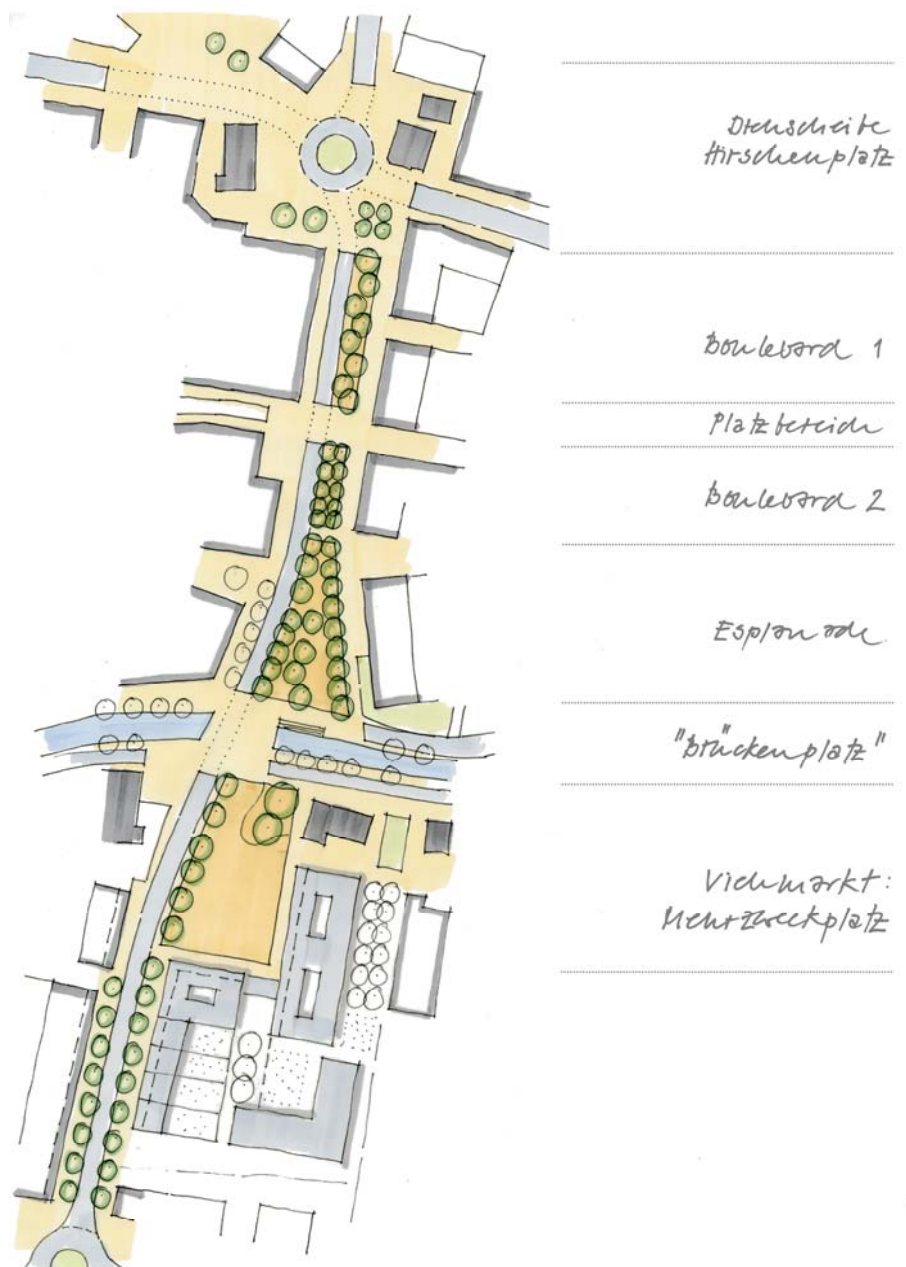 Drehscheibe
Hirschenplatz
Boulevard 1
Platzbereich
Boulevard 2
Esplanade
"Brückenplatz"
Viehmarkt:
Mehrzweckplatz